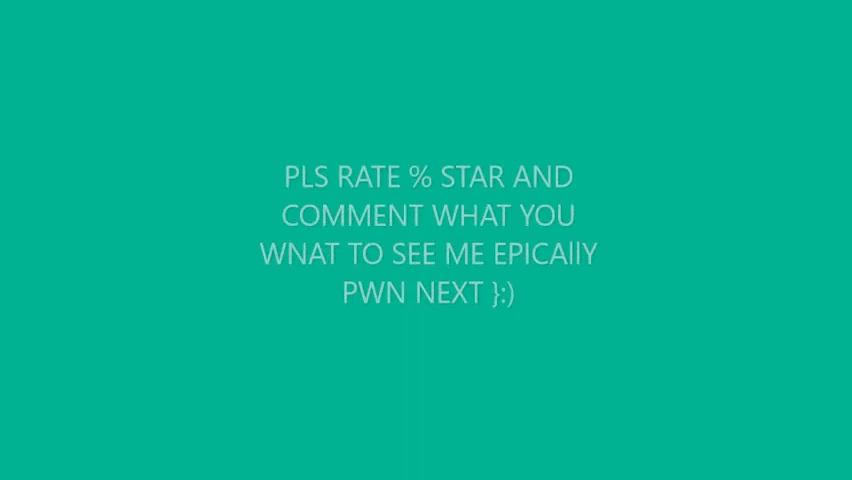 PLS RATE % STAR AND
COMMENT WHAT YOU
WNAT TO SEE ME EPICAllY
PWN NEXT }:)